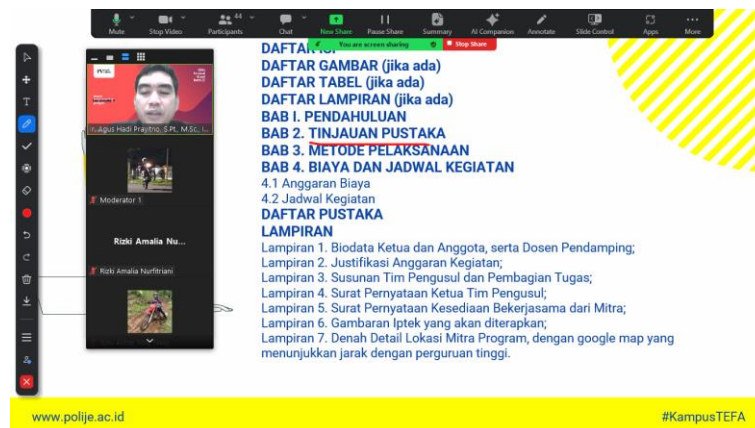 Mute
Stop Video
Participants
44
Chat
New Share
Pause Share
Summary
AI Companion
Annotate
Slide Control
Apps
More
You are screen sharing
Stop Share
T
Agus Hadi Prayitno, S.Pt., M.Sc., I...
Moderator 1
Rizki Amalia Nu...
Rizki Amalia Nurfitriani
DAFTAR
DAFTAR GAMBAR (jika ada)
DAFTAR TABEL (jika ada)
DAFTAR LAMPIRAN (jika ada)
BAB I. PENDAHULUAN
BAB 2. TINJAUAN PUSTAKA
BAB 3. METODE PELAKSANAAN
BAB 4. BIAYA DAN JADWAL KEGIATAN
4.1 Anggaran Biaya
4.2 Jadwal Kegiatan
DAFTAR PUSTAKA
LAMPIRAN
Lampiran 1. Biodata Ketua dan Anggota, serta Dosen Pendamping;
Lampiran 2. Justifikasi Anggaran Kegiatan;
Lampiran 3. Susunan Tim Pengusul dan Pembagian Tugas;
Lampiran 4. Surat Pernyataan Ketua Tim Pengusul;
Lampiran 5. Surat Pernyataan Kesediaan Bekerjasama dari Mitra;
Lampiran 6. Gambaran Iptek yang akan diterapkan;
Lampiran 7. Denah Detail Lokasi Mitra Program, dengan google map yang
menunjukkan jarak dengan perguruan tinggi.
www.polije.ac.id
#KampusTEFA